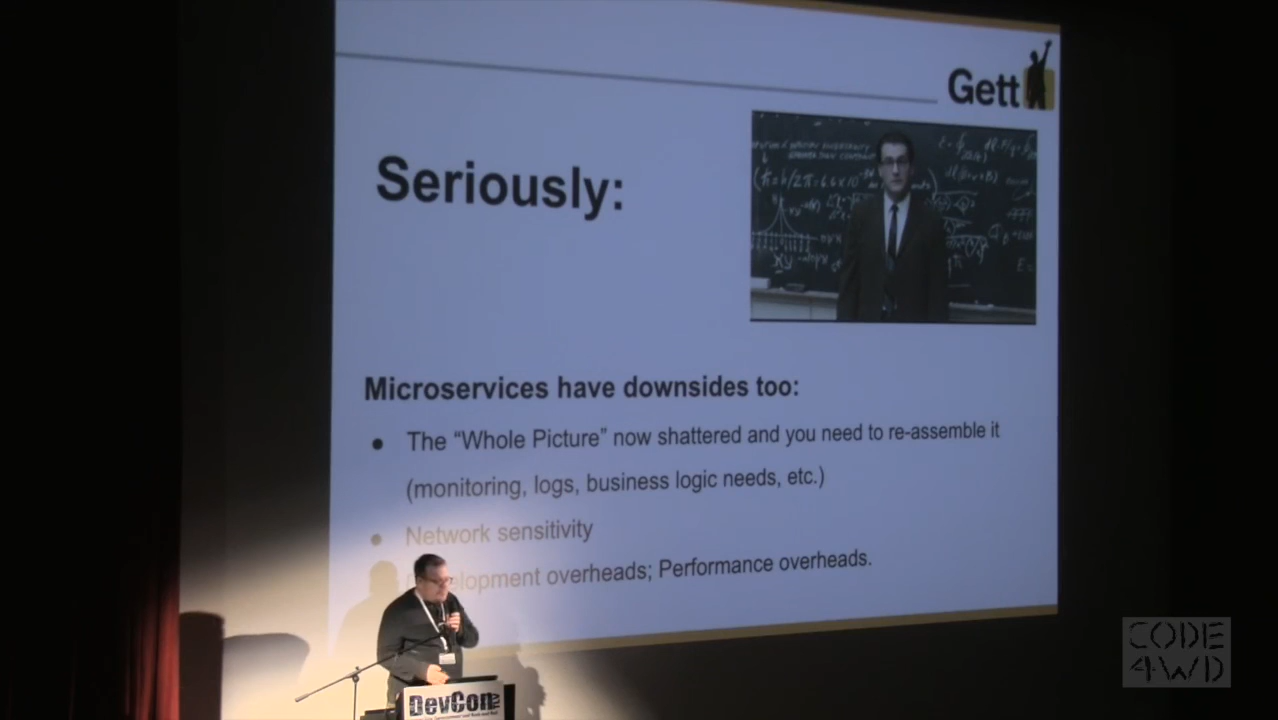 Gett
Seriously:
Microservices have downsides too:
● The “Whole Picture” now shattered and you need to re-assemble it
(monitoring, logs, business logic needs, etc.)
● Network sensitivity
overheads; Performance overheads.
DevCon
CODE
4WD